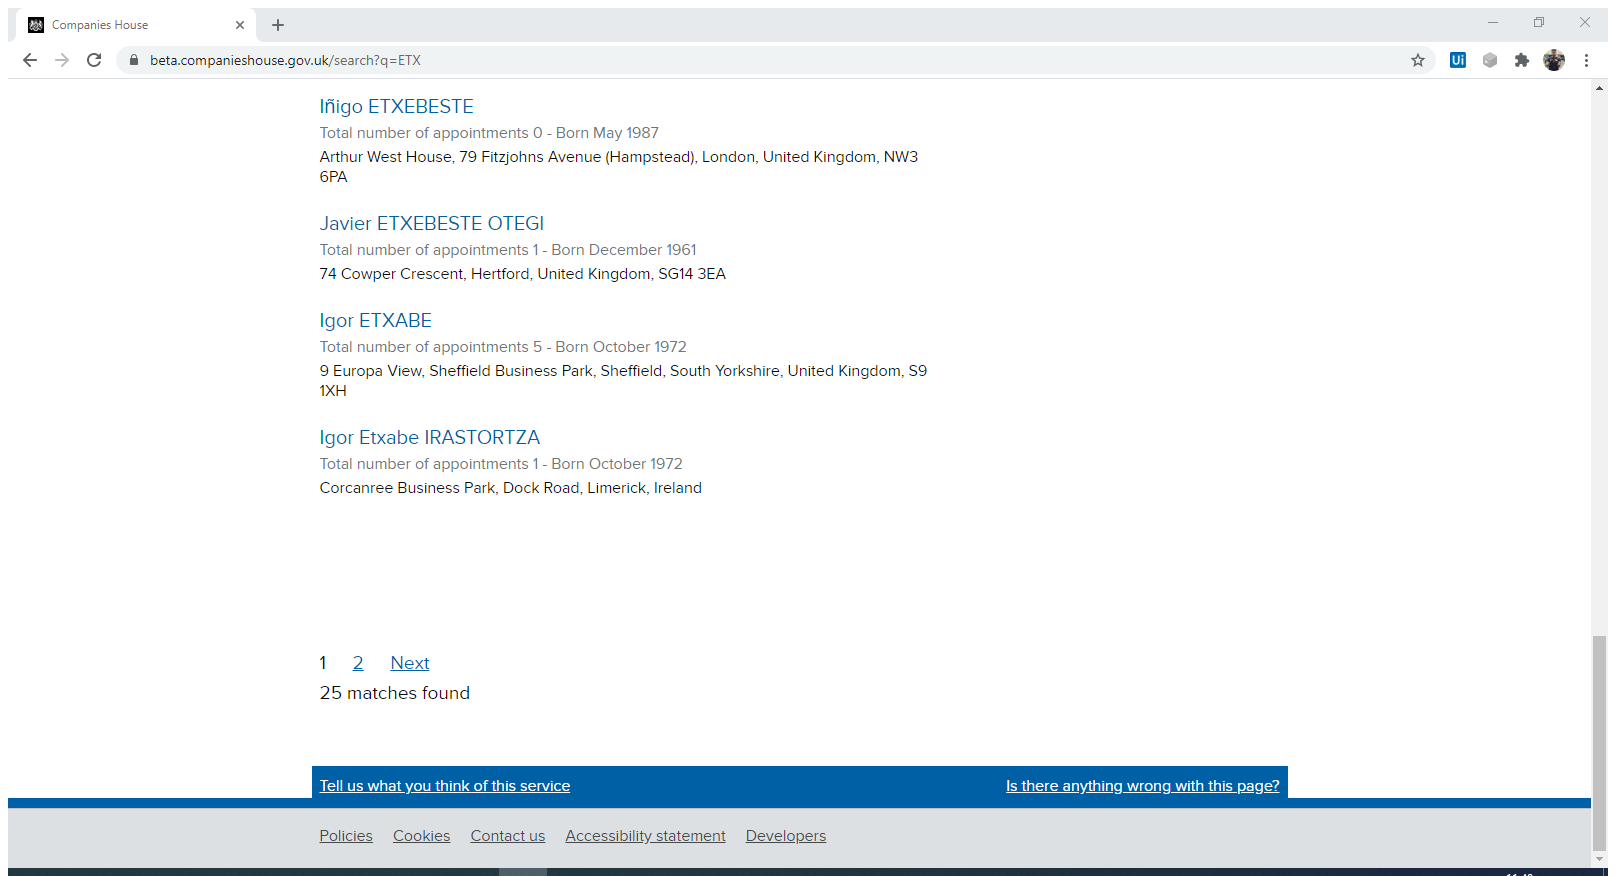 Companies House
beta.companieshouse.gov.uk/search?q=ETX
Ui
Iñigo ETXEBESTE
Total number of appointments 0 - Born May 1987
Arthur West House, 79 Fitzjohns Avenue (Hampstead), London, United Kingdom, NW3
6PA
Javier ETXEBESTE OTEGI
Total number of appointments 1 - Born December 1961
74 Cowper Crescent, Hertford, United Kingdom, SG14 3EA
Igor ETXABE
Total number of appointments 5 - Born October 1972
9 Europa View, Sheffield Business Park, Sheffield, South Yorkshire, United Kingdom, S9
1XH
Igor Etxabe IRASTORTZA
Total number of appointments 1 - Born October 1972
Corcanree Business Park, Dock Road, Limerick, Ireland
1 2 Next
25 matches found
Tell us what you think of this service Is there anything wrong with this page?
Policies Cookies Contact us Accessibility statement Developers